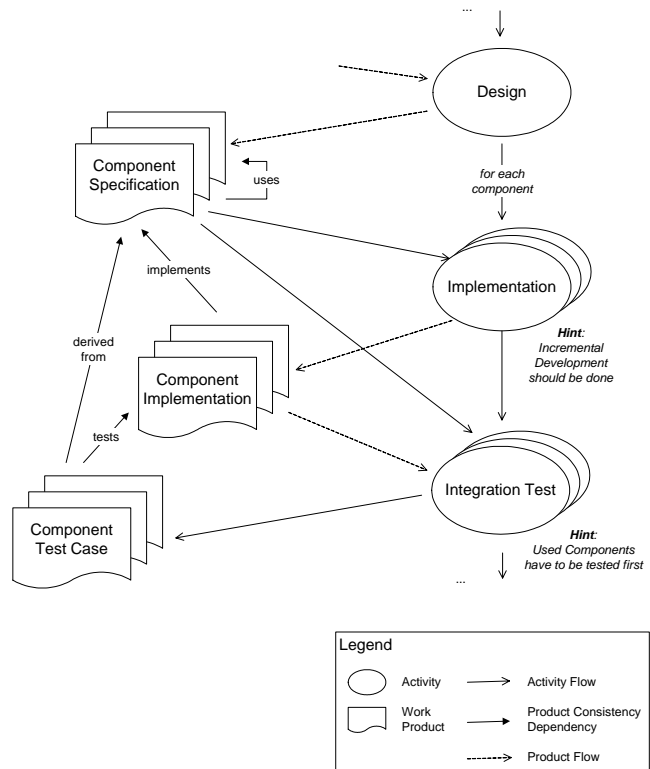 ...
Design
Component
Specification
uses
for each
component
implements
Implementation
derived
from
Hint:
Incremental
Development
should be done
Component
Implementation
tests
Integration Test
Component
Test Case
Hint:
Used Components
have to be tested first
...
Legend
Activity
Activity Flow
Work
Product
Product Consistency
Dependency
Product Flow